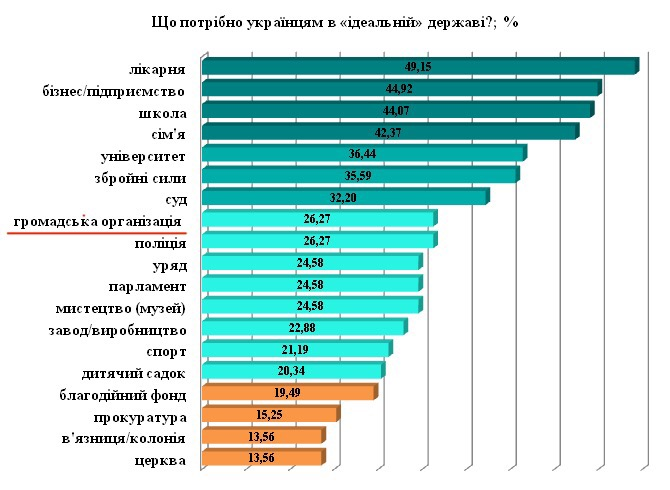 Що потрібно українцям в «ідеальній» державі?; %
лікарня 49,15
бізнес/підприємство 44,92
школа 44,07
сім’я 42,37
університет 36,44
збройні сили 35,59
суд 32,20
громадська організація 26,27
поліція 26,27
уряд 24,58
парламент 24,58
мистецтво (музей) 24,58
завод/виробництво 22,88
спорт 21,19
дитячий садок 20,34
благодійний фонд 19,49
прокуратура 15,25
в’язниця/колонія 13,56
церква 13,56